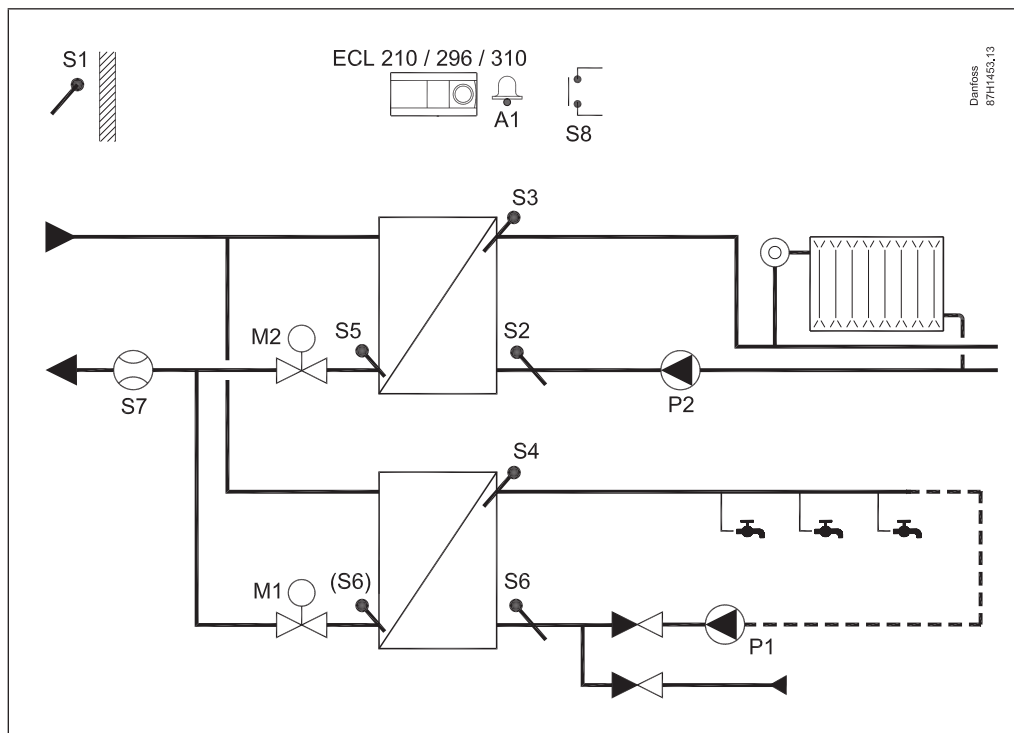 S1
ECL 210 / 296 / 310
A1
S8
Danfoss
87H1453.13
S3
M2
S5
S2
S7
P2
S4
M1
(S6)
S6
P1